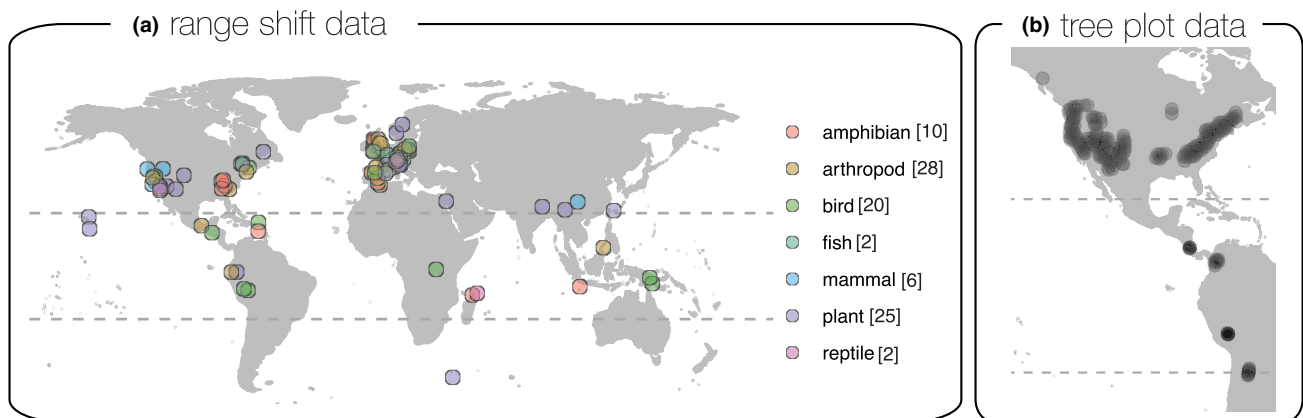 (a) range shift data
(b) tree plot data
amphibian [10]
arthropod [28]
bird [20]
fish [2]
mammal [6]
plant [25]
reptile [2]